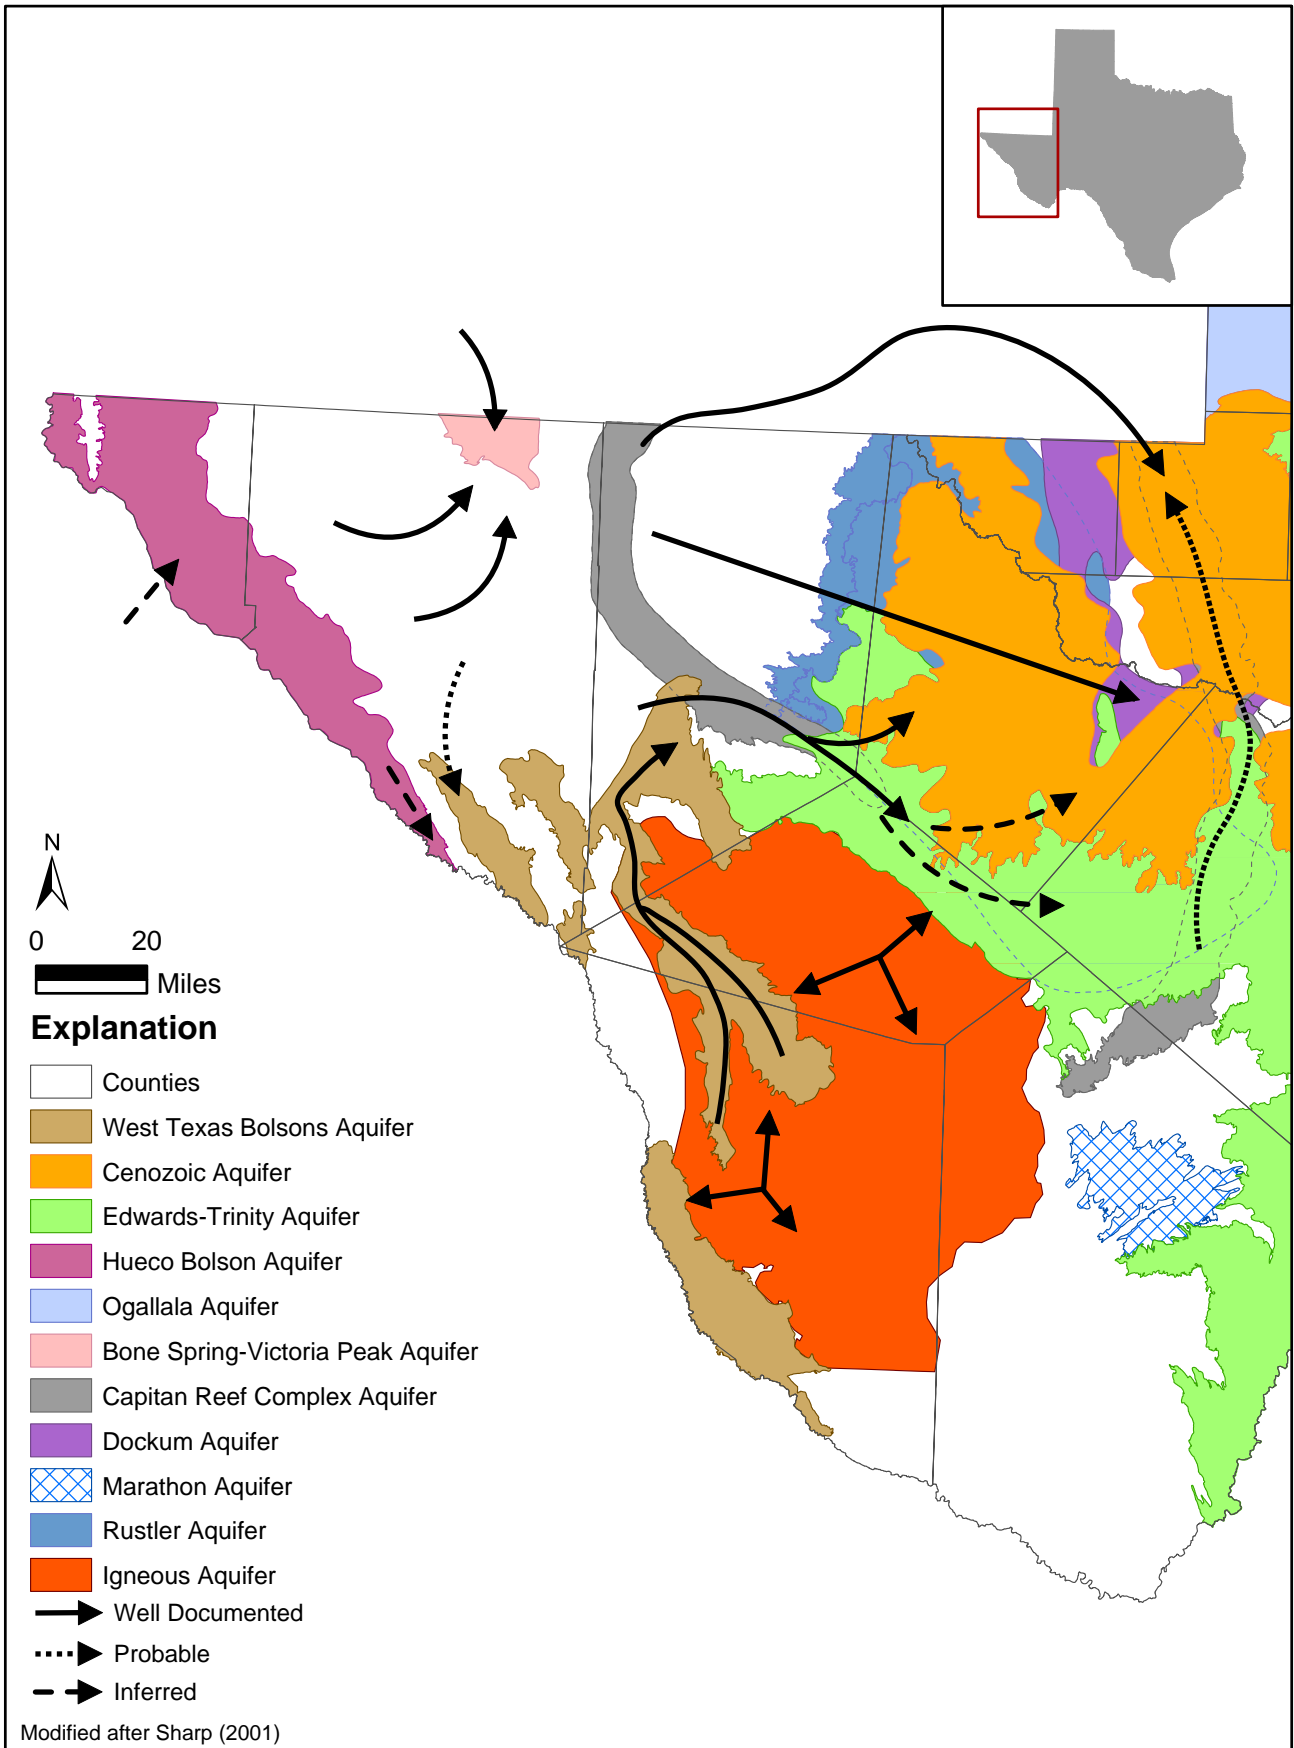 N
0 20
Miles
Explanation
Counties
West Texas Bolsons Aquifer
Cenozoic Aquifer
Edwards-Trinity Aquifer
Hueco Bolson Aquifer
Ogallala Aquifer
Bone Spring-Victoria Peak Aquifer
Capitan Reef Complex Aquifer
Dockum Aquifer
Marathon Aquifer
Rustler Aquifer
Igneous Aquifer
Well Documented
Probable
Inferred
Modified after Sharp (2001)